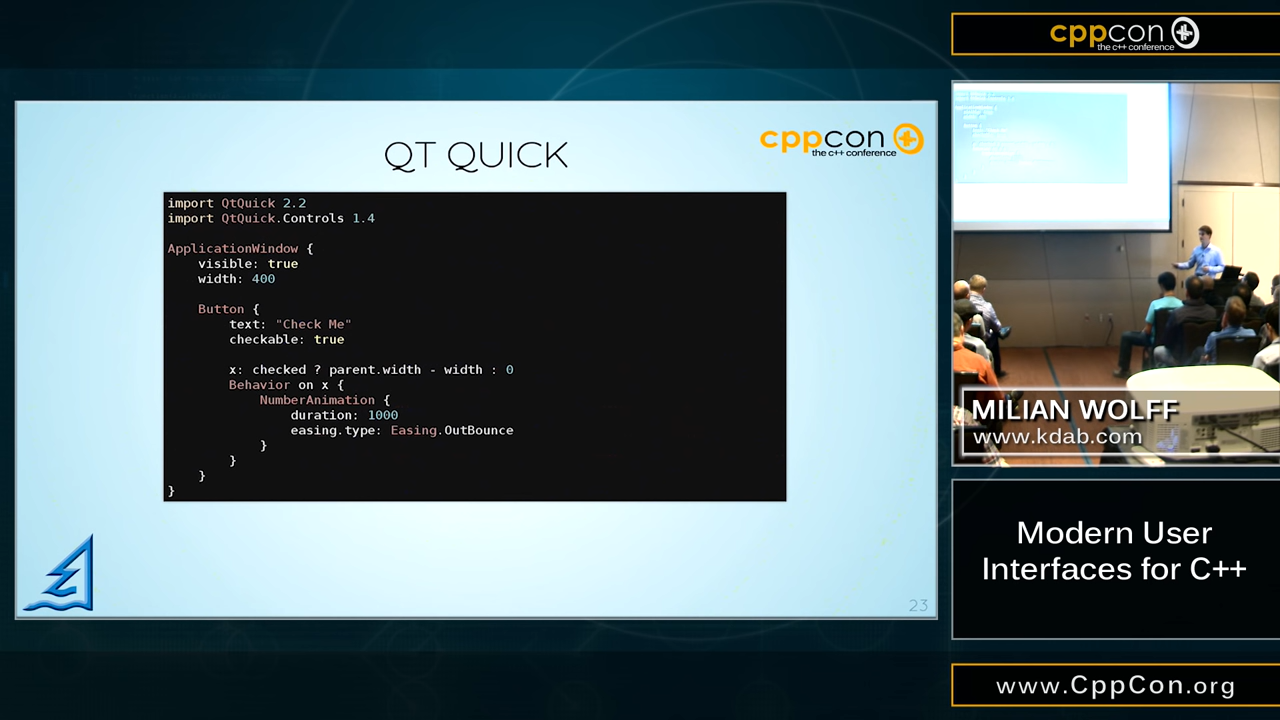 QT QUICK
cppcon
the c++ conference
import QtQuick 2.2
import QtQuick.Controls 1.4
ApplicationWindow {
    visible: true
    width: 400
    Button {
        text: "Check Me"
        checkable: true
        x: checked ? parent.width - width : 0
        Behavior on x {
            NumberAnimation {
                duration: 1000
                easing.type: Easing.OutBounce
            }
        }
    }
}
23
cppcon
the c++ conference
MILIAN WOLFF
www.kdab.com
Modern User
Interfaces for C++
www.CppCon.org